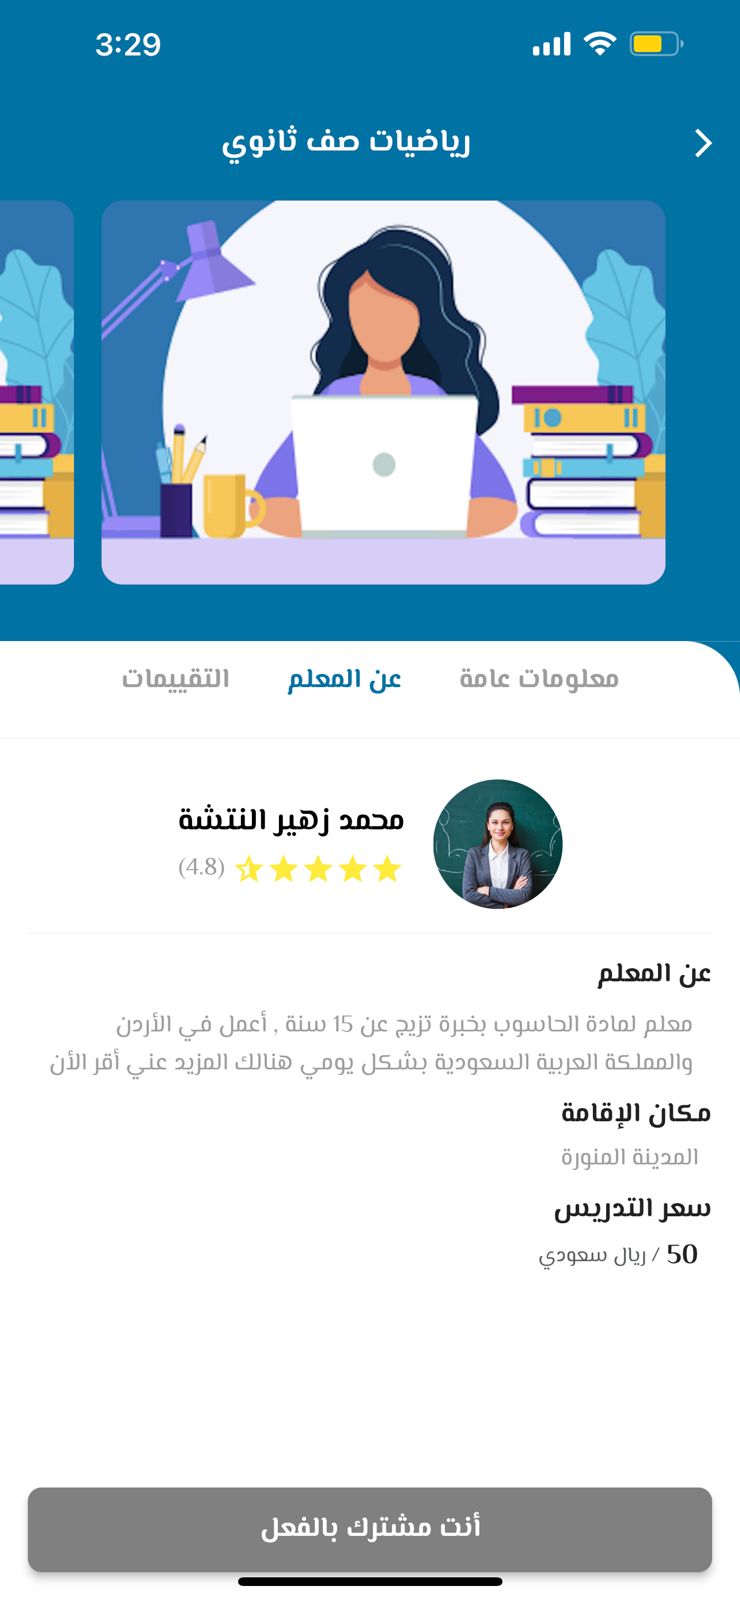 3:29
رياضيات صف ثانوي
معلومات عامة
عن المعلم
التقييمات
محمد زهير النتشة
(4.8)
عن المعلم
معلم لمادة الحاسوب بخبرة تزيج عن 15 سنة , أعمل في الأردن
والمملكة العربية السعودية بشكل يومي هنالك المزيد عني أقر الأن
مكان الإقامة
المدينة المنورة
سعر التدريس
50 / ريال سعودي
أنت مشترك بالفعل